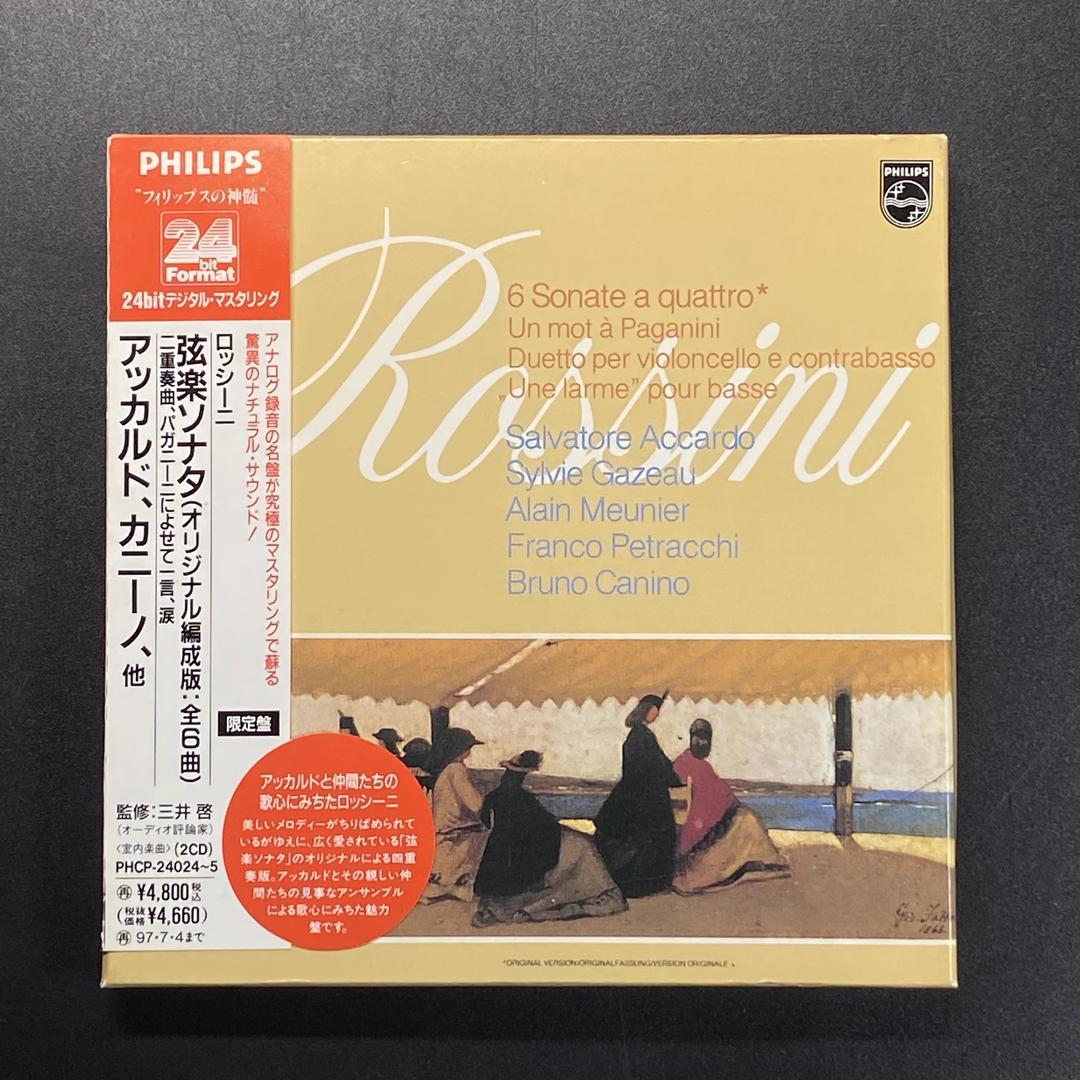 PHILIPS
"フィリップスの神髄"
24
bit
Format
24bitデジタル・マスタリング
アナログ録音の名盤が究極のマスタリングで蘇る
驚異のナチュラル・サウンド!
ロッシーニ
弦楽ソナタ(オリジナル編成版:全6曲)
二重奏曲、パガニーニによせて一言、涙
アッカルド、カニーノ、他
限定盤
監修:三井 啓
(オーディオ評論家)
〈室内楽曲〉(2CD)
PHCP-24024~5
再 ¥4,800 税込
(税抜価格 ¥4,660)
再 97・7・4まで
アッカルドと仲間たちの
歌心にみちたロッシーニ
美しいメロディーがちりばめられて
いるがゆえに、広く愛されている「弦
楽ソナタ」のオリジナルによる四重
奏版。アッカルドとその親しい仲
間たちの見事なアンサンブル
による歌心にみちた魅力
盤です。
PHILIPS
Rossini
6 Sonate a quattro*
Un mot à Paganini
Duetto per violoncello e contrabasso
„Une larme” pour basse
Salvatore Accardo
Sylvie Gazeau
Alain Meunier
Franco Petracchi
Bruno Canino
*ORIGINAL VERSION/ORIGINALFASSUNG/VERSION ORIGINALE